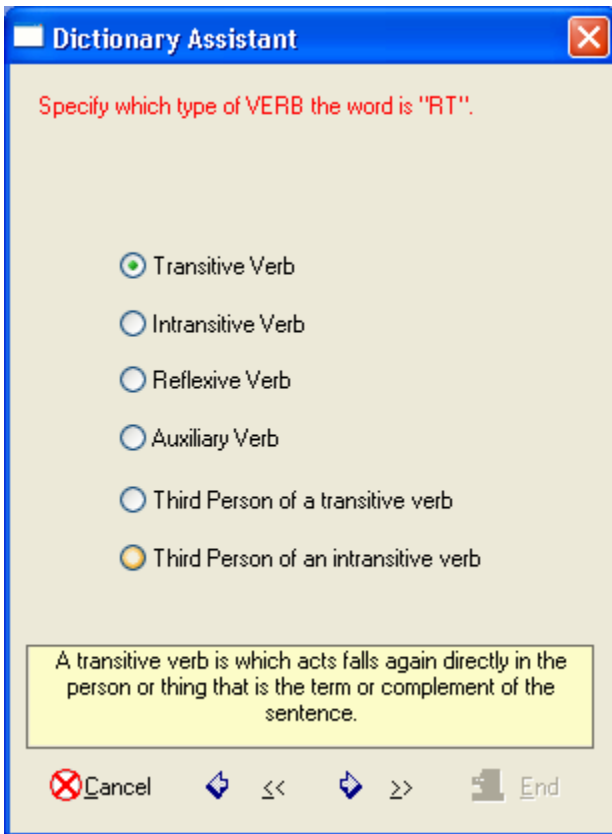 Dictionary Assistant
Specify which type of VERB the word is "RT".
Transitive Verb
Intransitive Verb
Reflexive Verb
Auxiliary Verb
Third Person of a transitive verb
Third Person of an intransitive verb
A transitive verb is which acts falls again directly in the
person or thing that is the term or complement of the
sentence.
Cancel << >> End